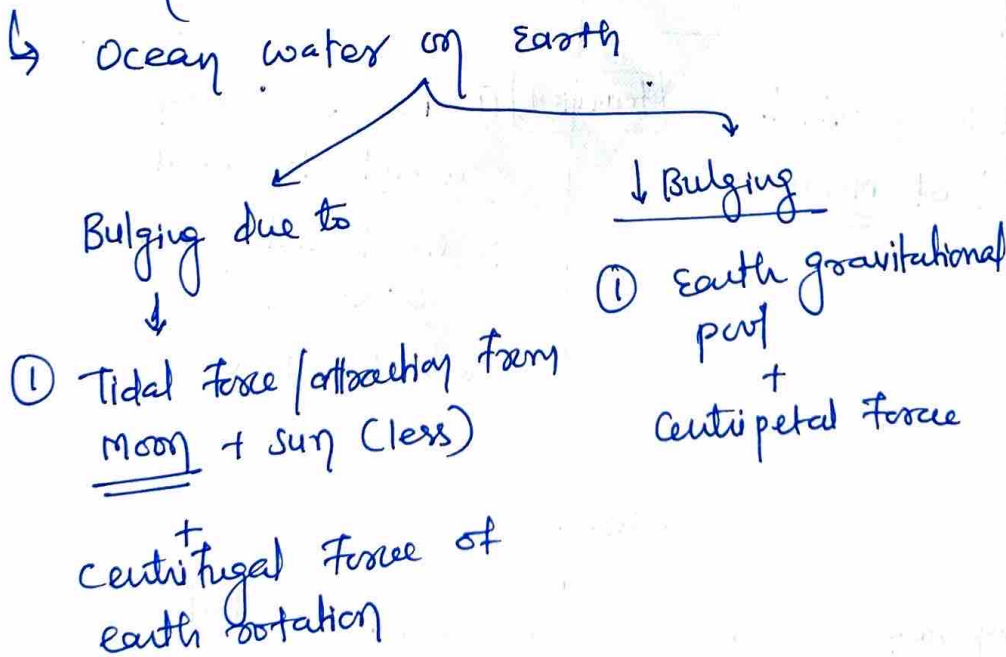 ↳ Ocean water on Earth
Bulging due to
↓
① Tidal force / attraction from
Moon + Sun (less)
+
Centrifugal Force of
earth rotation
↓ Bulging
① Earth gravitational
pull
+
Centripetal Force